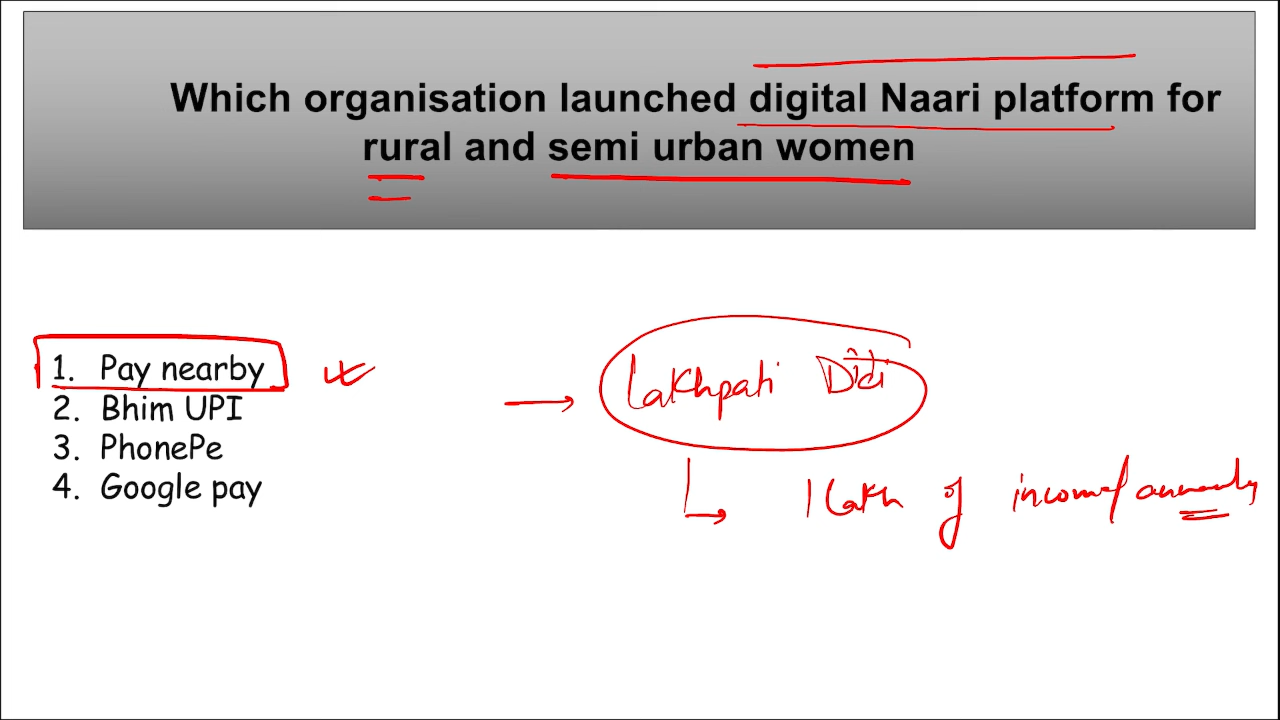 Which organisation launched digital Naari platform for
rural and semi urban women
1. Pay nearby
2. Bhim UPI
3. PhonePe
4. Google pay
Lakhpati Didi
1 Lakh of income/annually